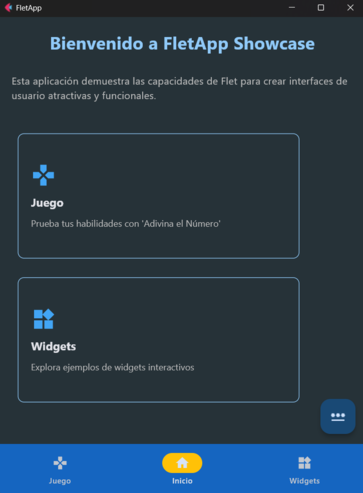 FletApp
Bienvenido a FletApp Showcase
Esta aplicación demuestra las capacidades de Flet para crear interfaces de
usuario atractivas y funcionales.
Juego
Prueba tus habilidades con 'Adivina el Número'
Widgets
Explora ejemplos de widgets interactivos
Juego
Inicio
Widgets